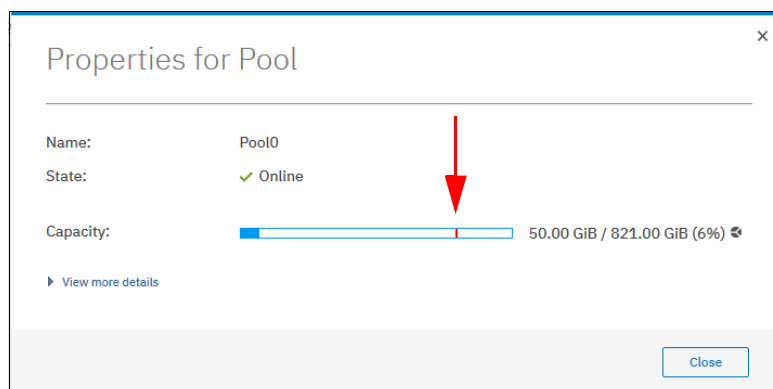 Properties for Pool
Name: Pool0
State: Online
Capacity: 50.00 GiB / 821.00 GiB (6%)
View more details
Close